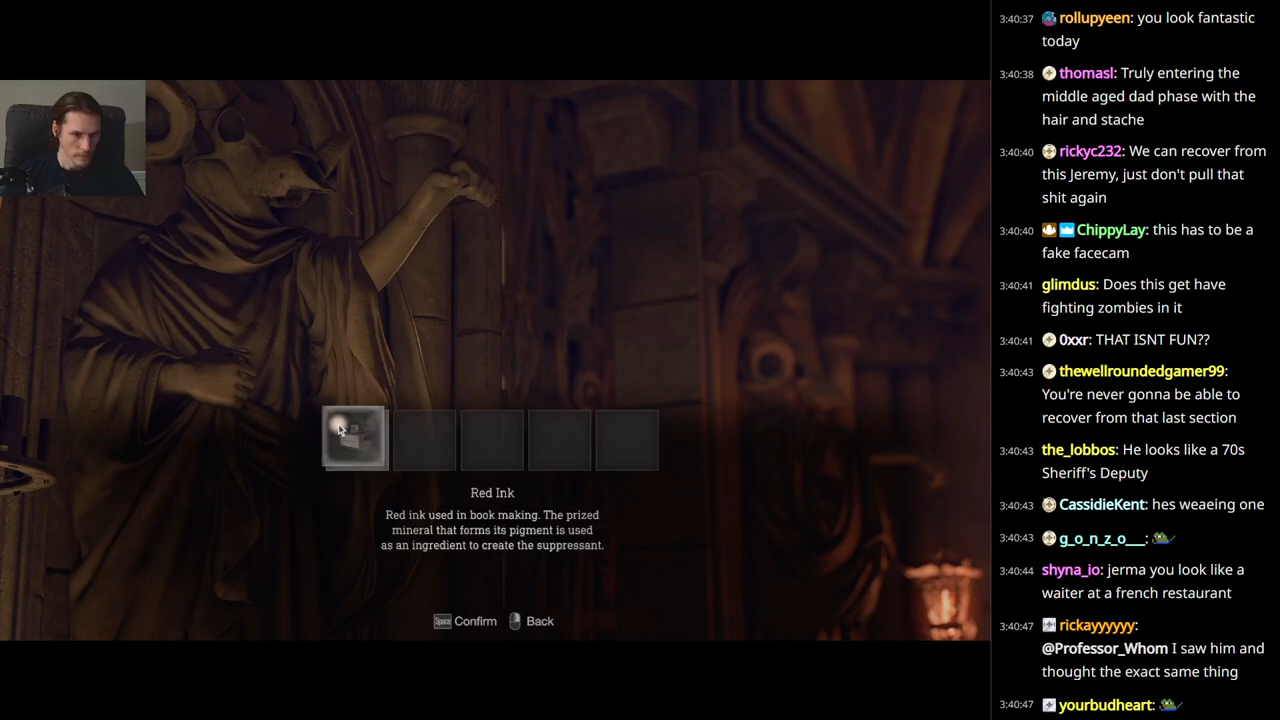 3:40:37 rollupyeen: you look fantastic
today
3:40:38 thomasl: Truly entering the
middle aged dad phase with the
hair and stache
3:40:40 rickyc232: We can recover from
this Jeremy, just don't pull that
shit again
3:40:40 ChippyLay: this has to be a
fake facecam
3:40:41 glimdus: Does this get have
fighting zombies in it
3:40:41 0xxr: THAT ISNT FUN??
3:40:43 thewellroundedgamer99:
You're never gonna be able to
recover from that last section
3:40:43 the_lobbos: He looks like a 70s
Sheriff's Deputy
3:40:43 CassidieKent: hes weaeing one
3:40:43 g_o_n_z_o___:
3:40:44 shyna_io: jerma you look like a
waiter at a french restaurant
3:40:47 rickayyyyyy:
@Professor_Whom I saw him and
thought the exact same thing
3:40:47 yourbudheart:
Red Ink
Red ink used in book making. The prized
mineral that forms its pigment is used
as an ingredient to create the suppressant.
Space Confirm Back